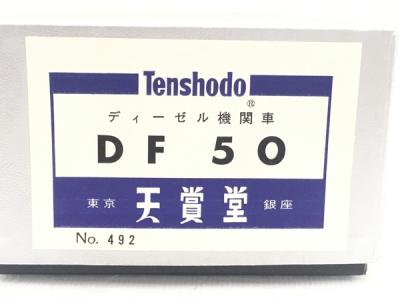 Tenshodo®
ディーゼル機関車
DF 50
東京 天賞堂 銀座
No. 492